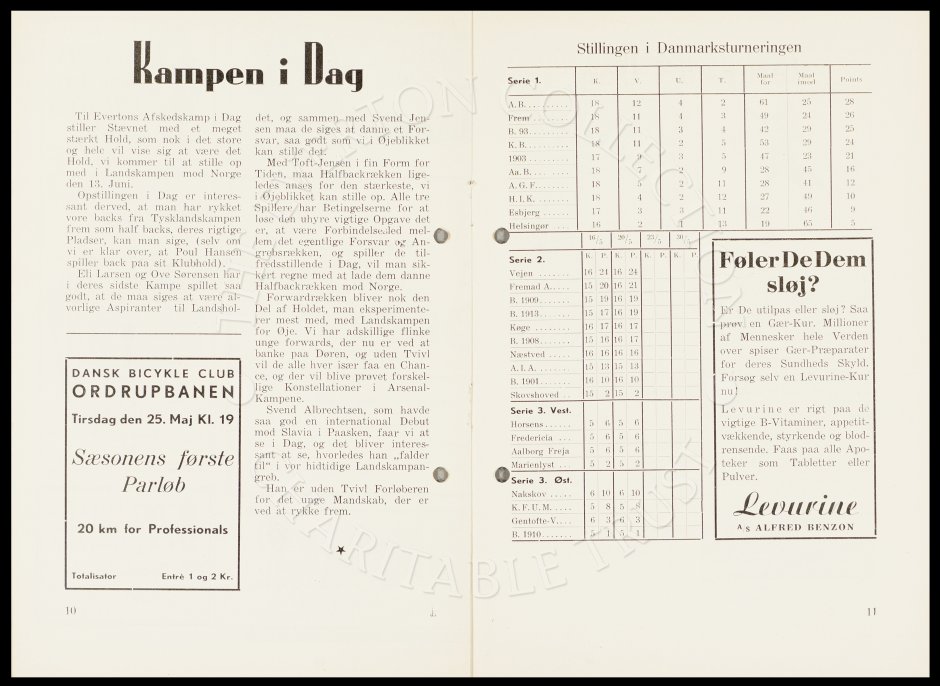 Kampen i Dag
Til Evertons Afskedskamp i Dag
stiller Stævnet med et meget
stærkt Hold, som nok i det store
og hele vil vise sig at være det
Hold, vi kommer til at stille op
med i Landskampen mod Norge
den 13. Juni.
Opstillingen i Dag er interes-
sant derved, at man har rykket
vore backs fra Tysklandskampen
frem som half backs, deres rigtige
Pladser, kan man sige, (selv om
vi er klar over, at Poul Hansen
spiller back paa sit Klubhold).
Eli Larsen og Ove Sørensen har
i deres sidste Kampe spillet saa
godt, at de maa siges at være al-
vorlige Aspiranter til Landshol-
DANSK BICYKLE CLUB
ORDRUPBANEN
Tirsdag den 25. Maj Kl. 19
Sæsonens første
Parløb
20 km for Professionals
Totalisator Entré 1 og 2 Kr.
10
det, og sammen med Svend Jen-
sen maa de siges at danne et For-
svar, saa godt som vi i Øjeblikket
kan stille det.
Med Toft-Jensen i fin Form for
Tiden, maa Halfbackrækken lige-
ledes anses for den stærkeste, vi
i Øjeblikket kan stille op. Alle tre
Spillere har Betingelserne for at
løse den uhyre vigtige Opgave det
er, at være Forbindelsesled mel-
lem det egentlige Forsvar og An-
grebsrækken, og spiller de til-
fredsstillende i Dag, vil man sik-
kert regne med at lade dem danne
Halfbackrækken mod Norge.
Forwardrækken bliver nok den
Del af Holdet, man eksperimente-
rer mest med, med Landskampen
for Øje. Vi har adskillige flinke
unge forwards, der nu er ved at
banke paa Døren, og uden Tvivl
vil de alle hver især faa en Chan-
ce, og der vil blive prøvet forskel-
lige Konstellationer i Arsenal-
Kampene.
Svend Albrechtsen, som havde
saa god en international Debut
mod Slavia i Paasken, faar vi at
se i Dag, og det bliver interes-
sant at se, hvorledes han „falder
til" i vor hidtidige Landskampan-
greb.
Han er uden Tvivl Forløberen
for det unge Mandskab, der er
ved at rykke frem.
Stillingen i Danmarksturneringen
Serie 1. K. V. U. T. Maal for Maal imod Points
A.B. 18 12 4 2 61 25 28
Frem 18 11 4 3 49 24 26
B. 93 18 11 3 4 42 29 25
K.B. 18 11 2 5 53 29 24
1903 17 9 3 5 47 23 21
Aa. B. 18 7 2 9 28 45 16
A. G. F. 18 5 2 11 28 41 12
H.I.K. 18 4 2 12 27 49 10
Esbjerg 17 3 3 11 22 46 9
Helsingør 16 2 1 13 19 65 5
16/5 20/5 23/5 30/5
Serie 2. K. P. K. P. K. P. K. P.
Vejen 16 21 16 24
Fremad A. 15 20 16 21
B. 1909 15 19 16 19
B. 1913 15 17 16 19
Køge 16 17 16 17
B. 1908 15 16 16 17
Næstved 16 16 16 16
A.I.A. 15 13 15 13
B. 1901 16 10 16 10
Skovshoved 15 2 15 2
Serie 3. Vest.
Horsens 5 6 5 6
Fredericia 5 6 5 6
Aalborg Freja 5 6 5 6
Marienlyst 5 2 5 2
Serie 3. Øst.
Nakskov 6 10 6 10
K.F.U.M. 5 8 5 8
Gentofte-V. 6 3 6 3
B. 1910 5 1 5 1
Føler De Dem
sløj?
Er De utilpas eller sløj? Saa
prøv en Gær-Kur. Millioner
af Mennesker hele Verden
over spiser Gær-Præparater
for deres Sundheds Skyld.
Forsøg selv en Levurine-Kur
nu!
Levurine er rigt paa de
vigtige B-Vitaminer, appetit-
vækkende, styrkende og blod-
rensende. Faas paa alle Apo-
teker som Tabletter eller
Pulver.
Levurine
A/S ALFRED BENZON
11